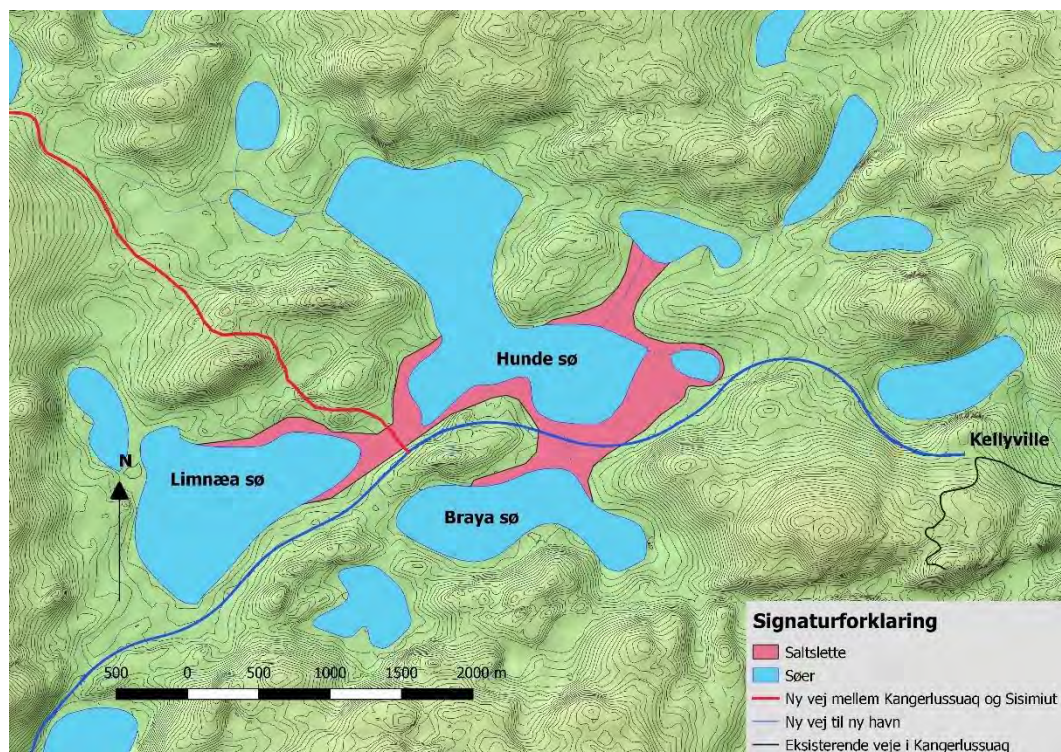 Hunde sø
Kellyville
N
Limnæa sø
Braya sø
500 0 500 1000 1500 2000 m
Signaturforklaring
Saltslette
Søer
Ny vej mellem Kangerlussuaq og Sisimiut
Ny vej til ny havn
Eksisterende veje i Kangerlussuaq